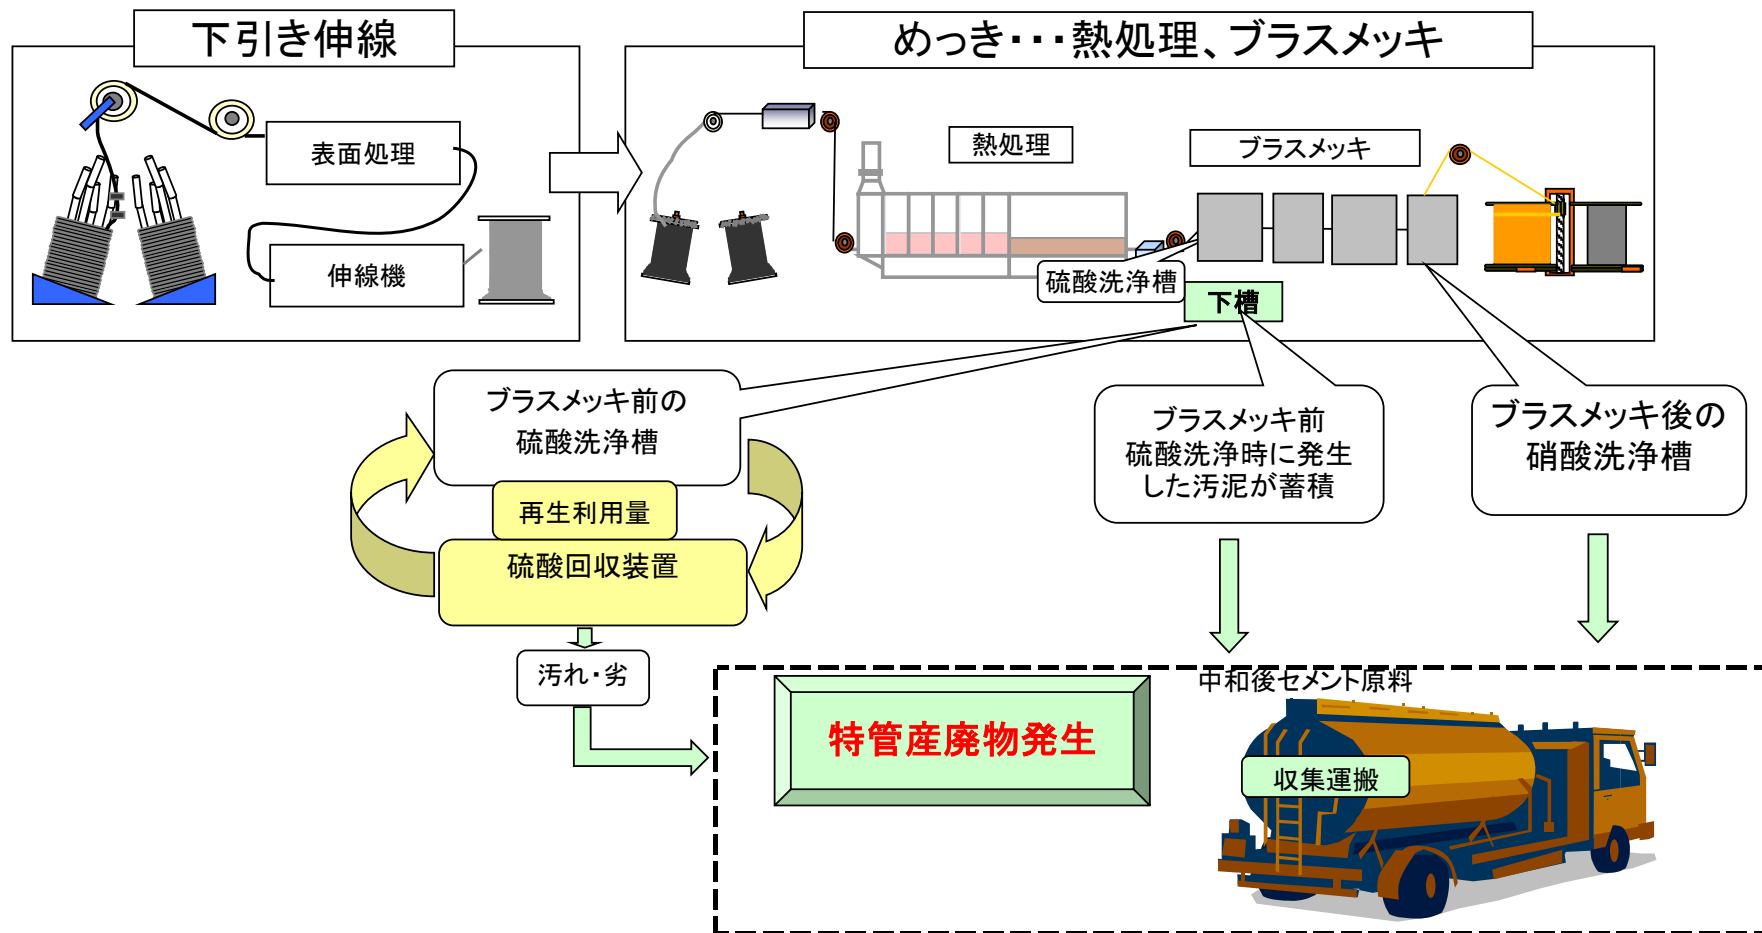 下引き伸線
めっき・・・熱処理、ブラスメッキ
表面処理
伸線機
熱処理
ブラスメッキ
硫酸洗浄槽
下槽
ブラスメッキ前の
硫酸洗浄槽
再生利用量
硫酸回収装置
汚れ・劣
ブラスメッキ前
硫酸洗浄時に発生
した汚泥が蓄積
ブラスメッキ後の
硝酸洗浄槽
特管産廃物発生
中和後セメント原料
収集運搬